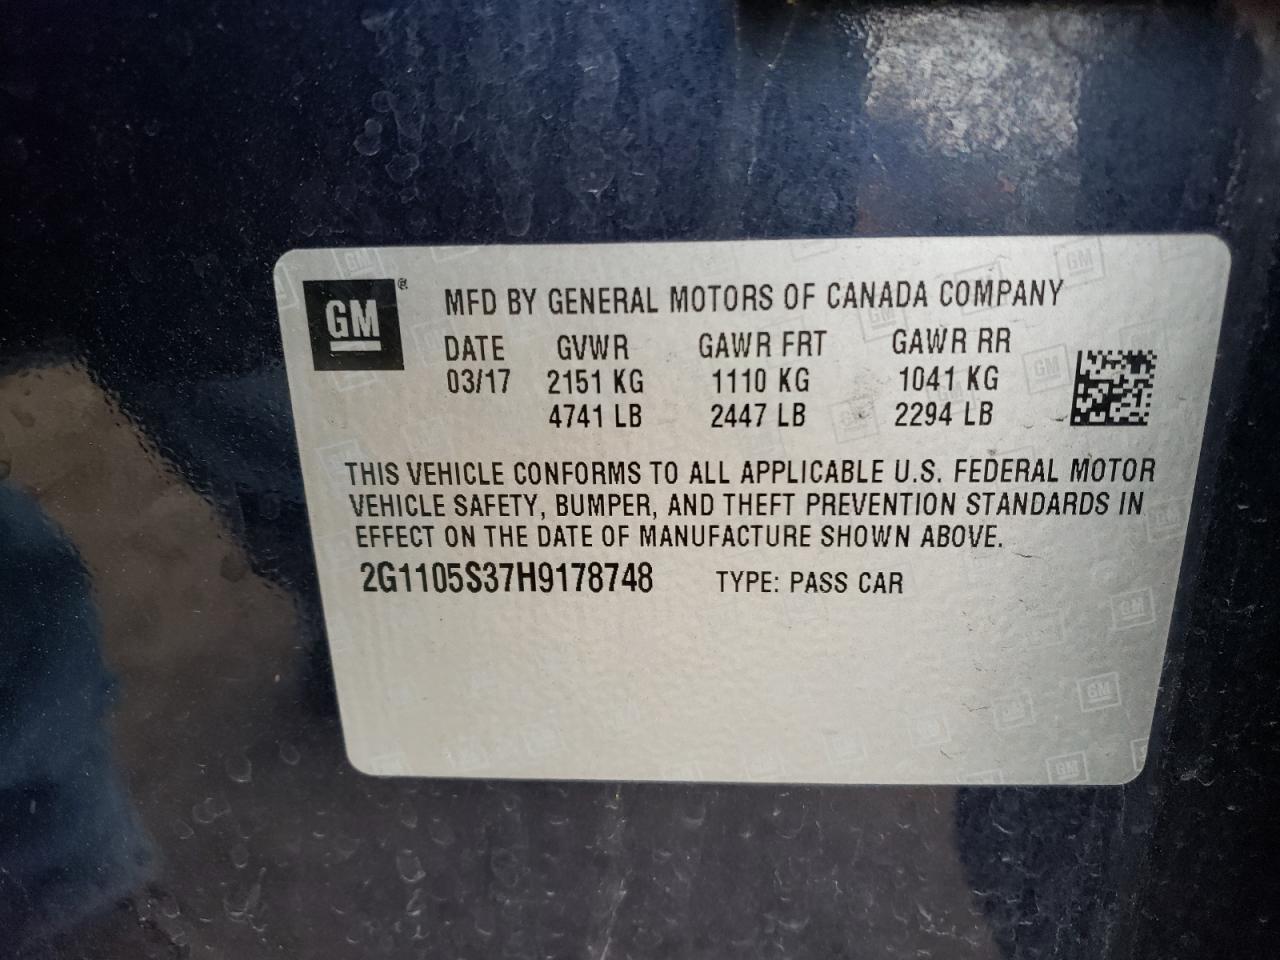 GM®
MFD BY GENERAL MOTORS OF CANADA COMPANY
DATE GVWR GAWR FRT GAWR RR
03/17 2151 KG 1110 KG 1041 KG
4741 LB 2447 LB 2294 LB
THIS VEHICLE CONFORMS TO ALL APPLICABLE U.S. FEDERAL MOTOR
VEHICLE SAFETY, BUMPER, AND THEFT PREVENTION STANDARDS IN
EFFECT ON THE DATE OF MANUFACTURE SHOWN ABOVE.
2G1105S37H9178748 TYPE: PASS CAR